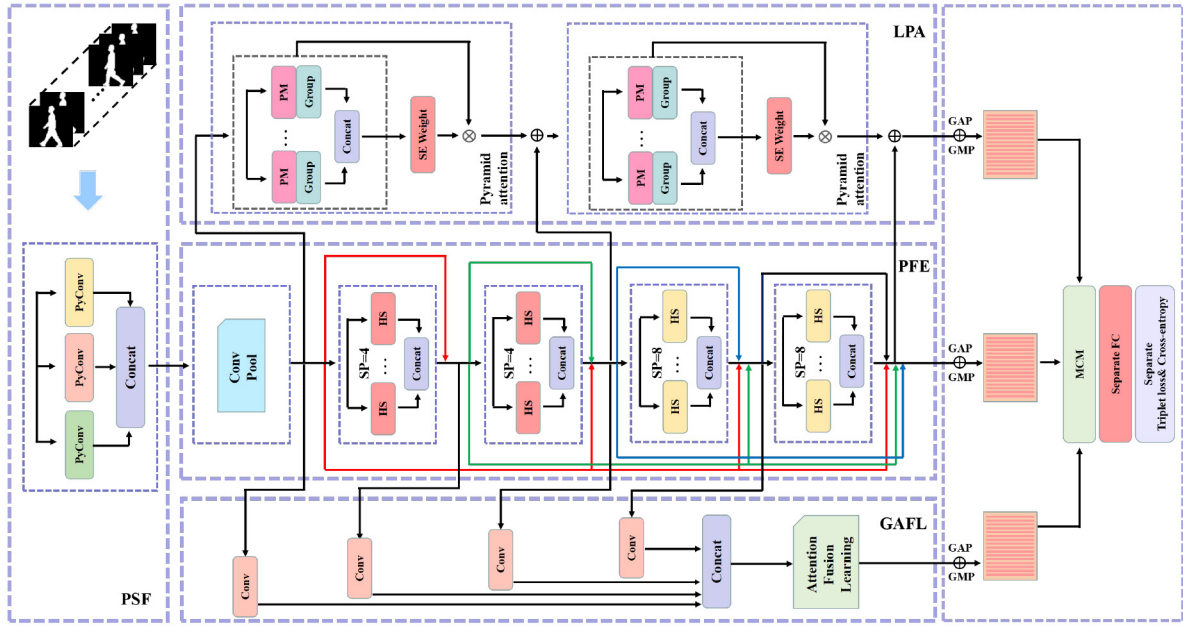 PyConv
PyConv
PyConv
Concat
PSF
LPA
PM
Group
PM
Group
Concat
SE Weight
Pyramid
attention
PM
Group
PM
Group
Concat
SE Weight
Pyramid
attention
PFE
Conv
Pool
SP=4
HS
HS
Concat
SP=4
HS
HS
Concat
SP=8
HS
HS
Concat
SP=8
HS
HS
Concat
GAFL
Conv
Conv
Conv
Conv
Concat
Attention
Fusion
Learning
GAP
GMP
GAP
GMP
GAP
GMP
MCM
Separate FC
Separate
Triplet loss& Cross-entropy